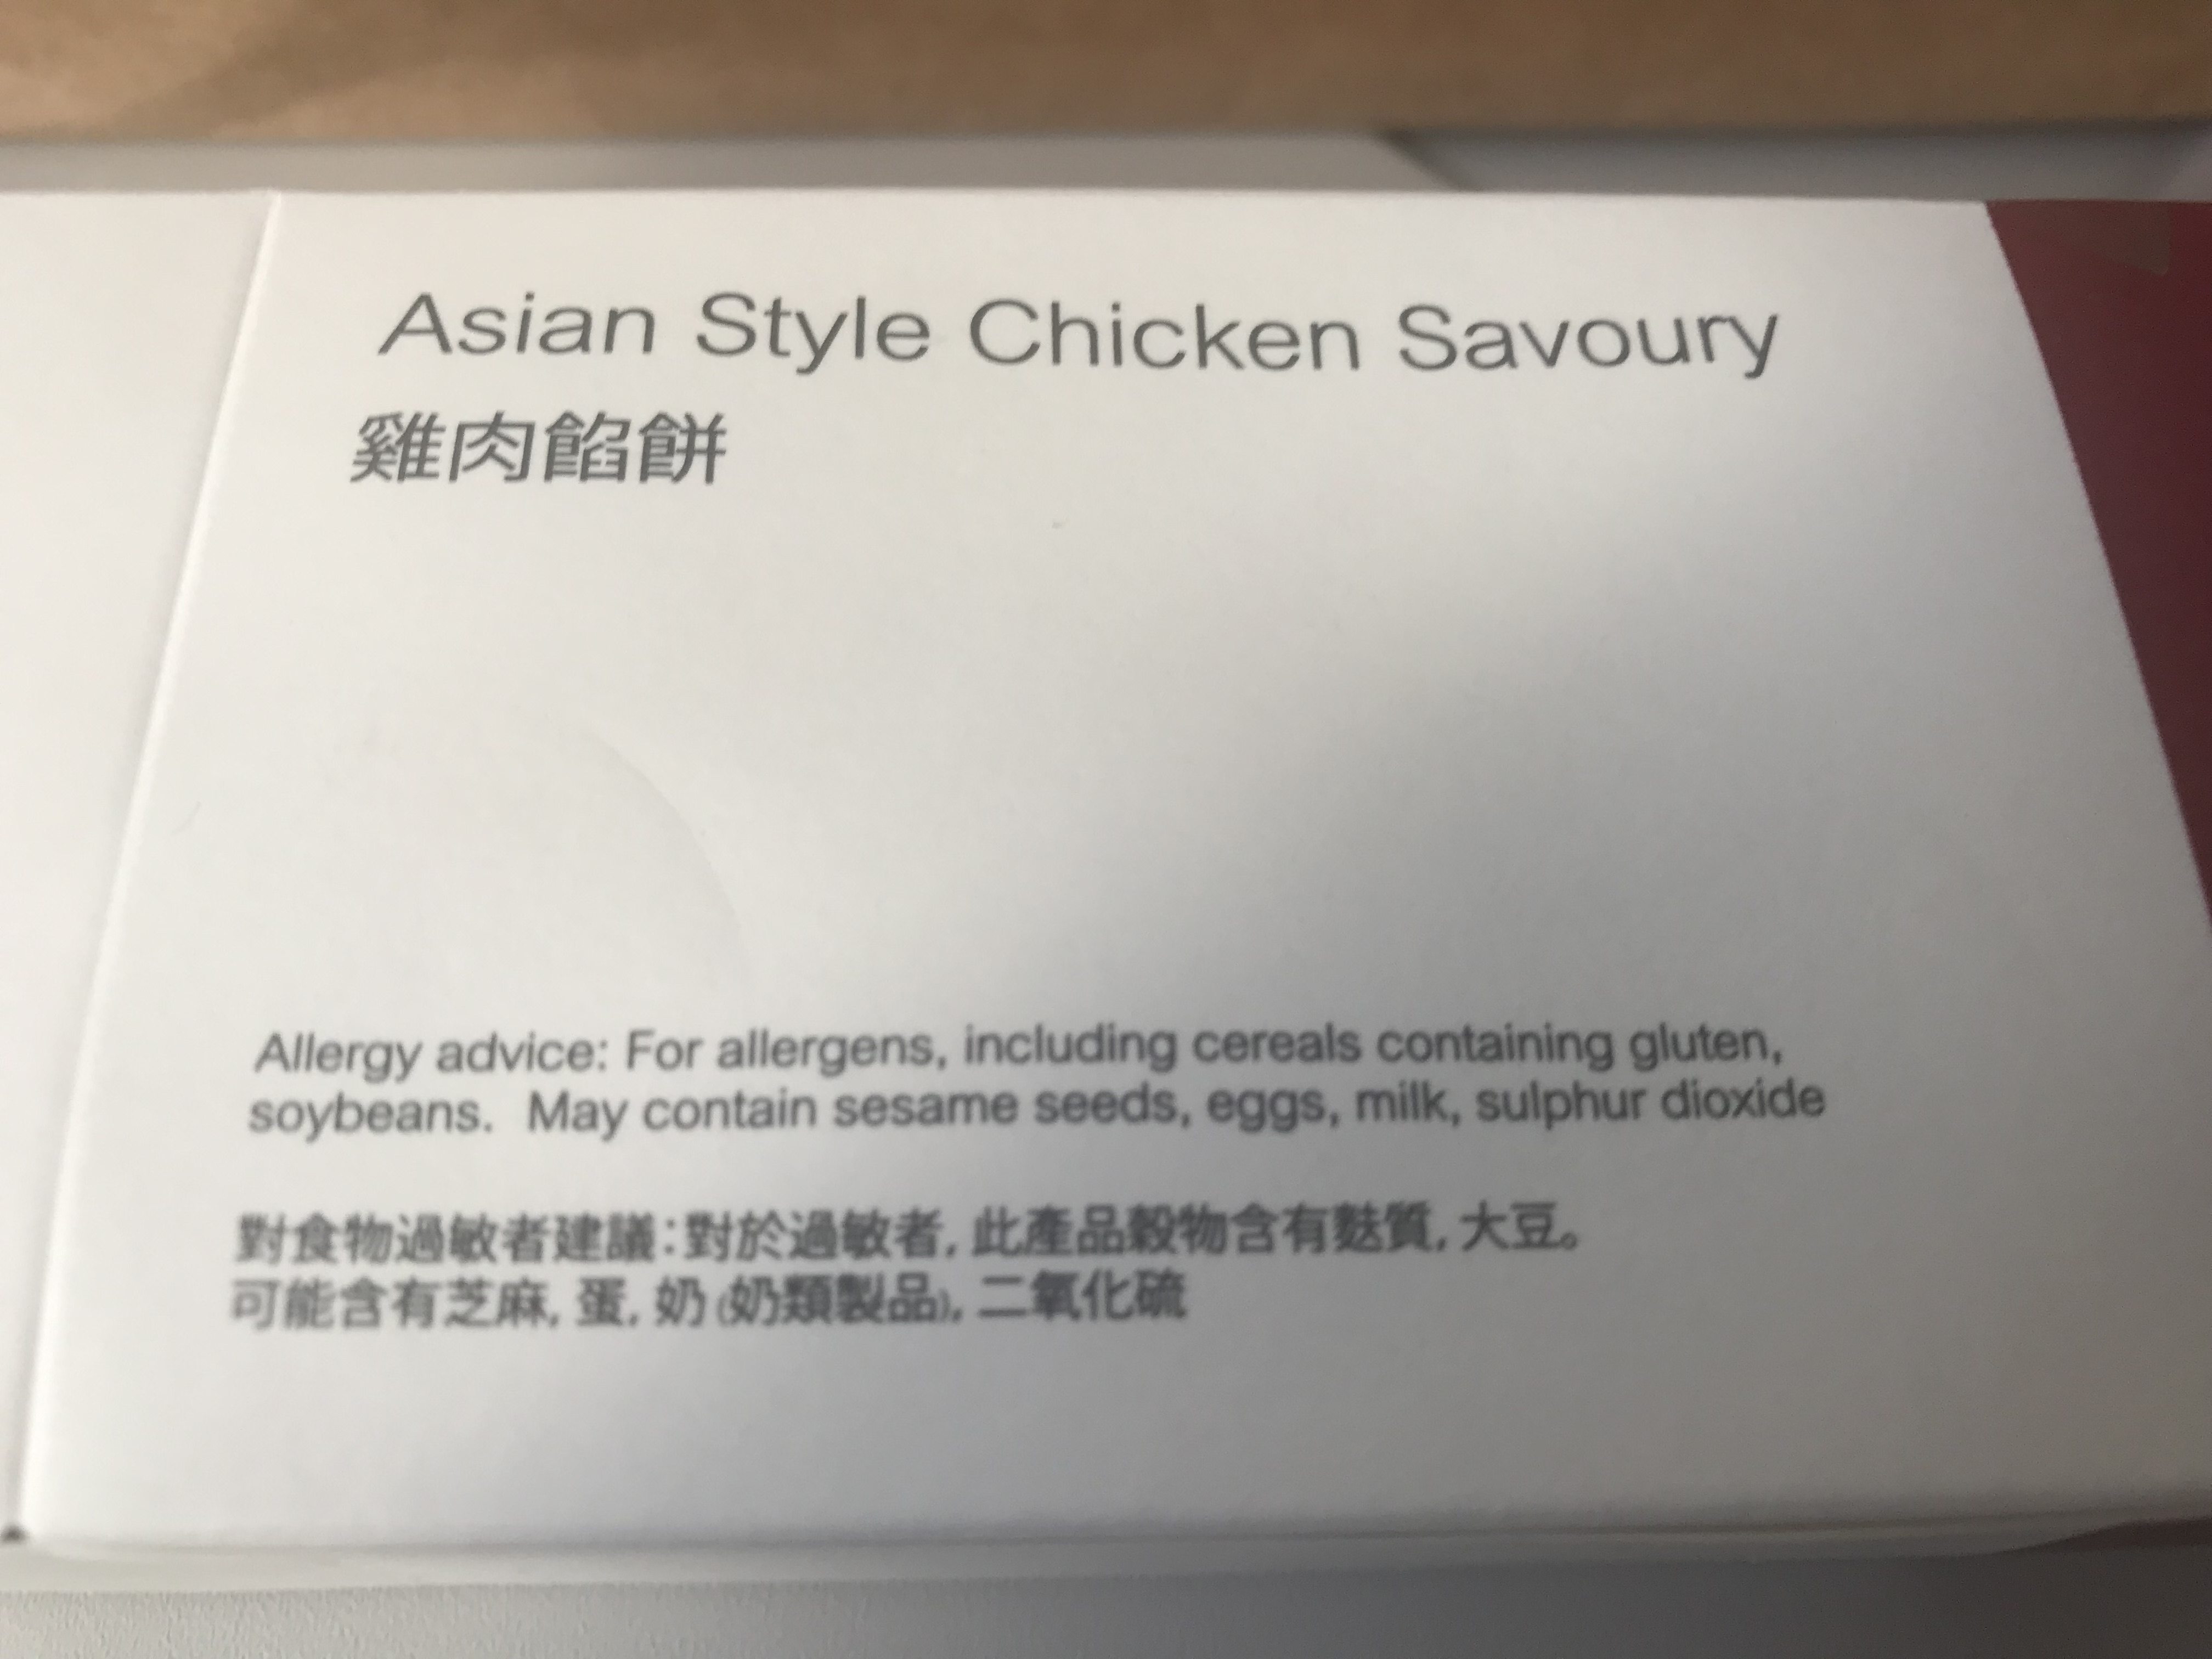 Asian Style Chicken Savoury
雞肉餡餅
Allergy advice: For allergens, including cereals containing gluten,
soybeans. May contain sesame seeds, eggs, milk, sulphur dioxide
對食物過敏者建議:對於過敏者, 此產品穀物含有麩質, 大豆。
可能含有芝麻, 蛋, 奶 (奶類製品), 二氧化硫